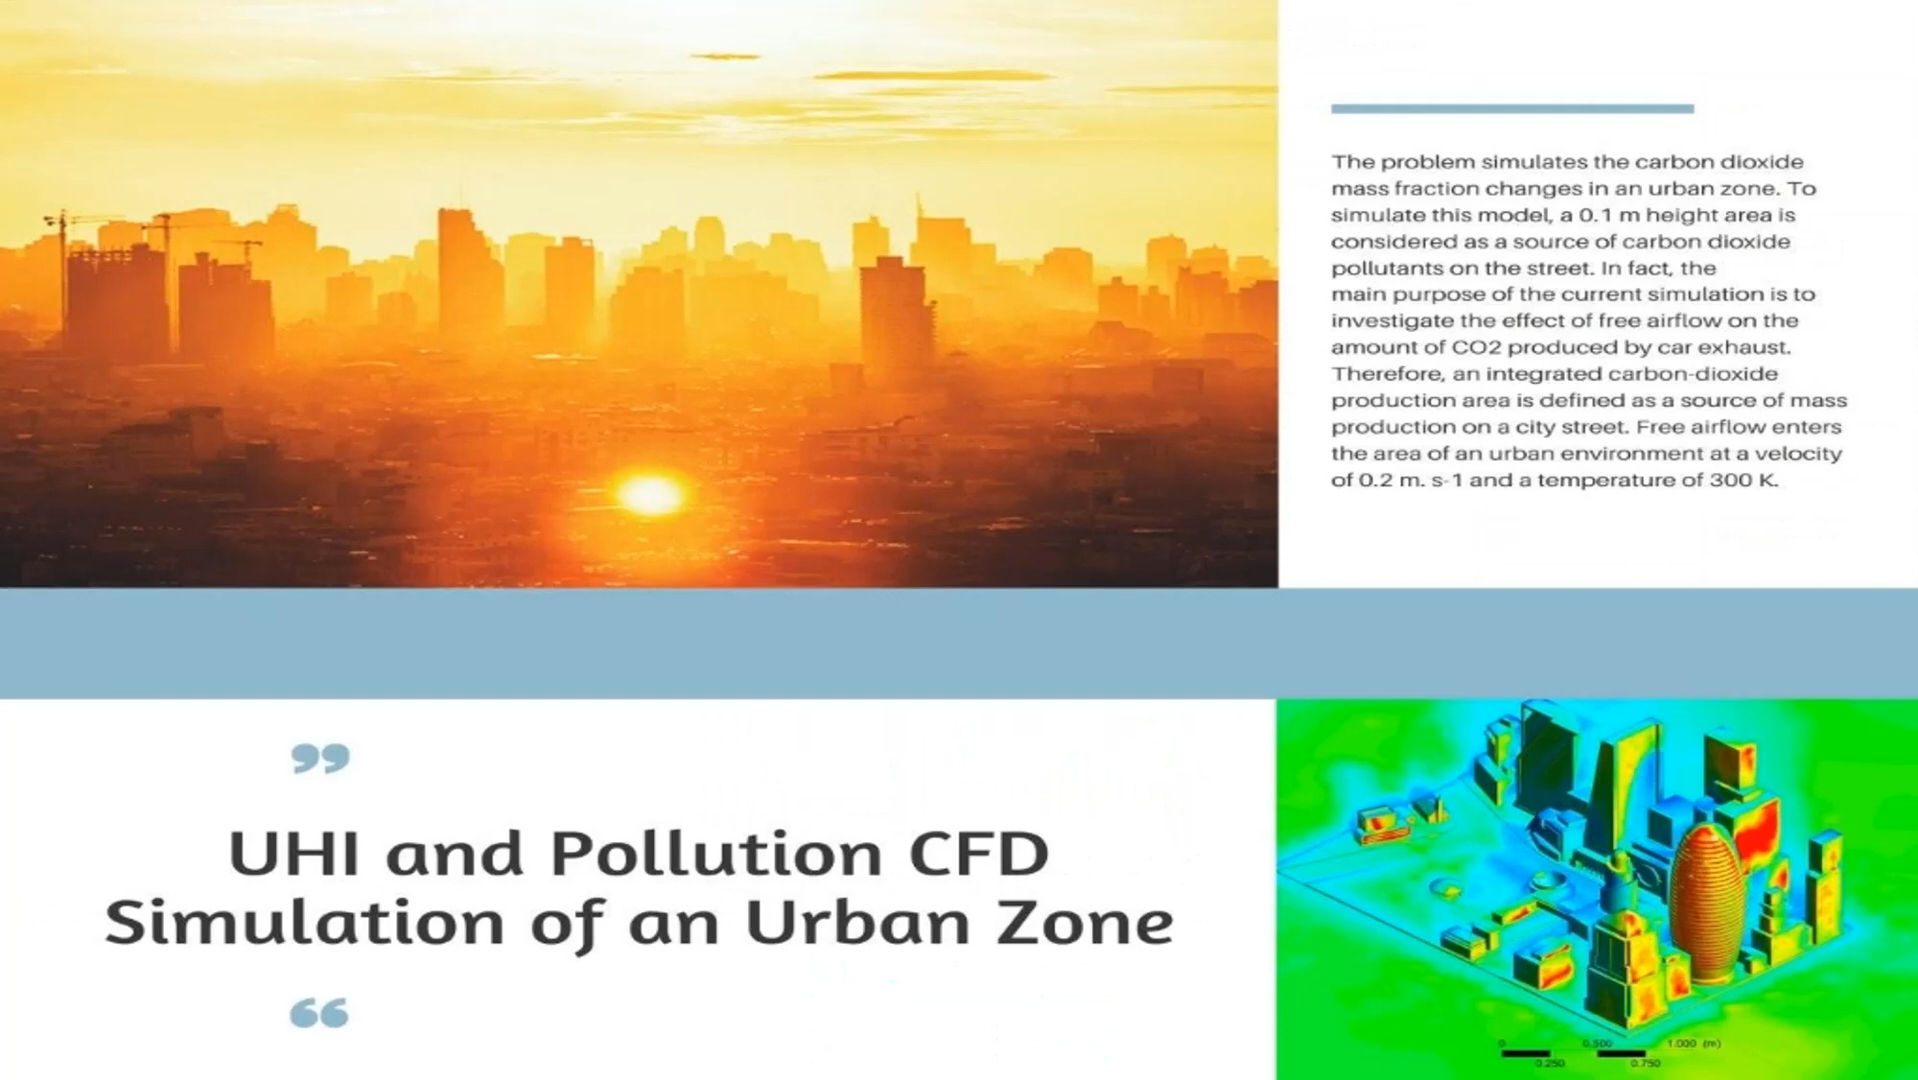 The problem simulates the carbon dioxide
mass fraction changes in an urban zone. To
simulate this model, a 0.1 m height area is
considered as a source of carbon dioxide
pollutants on the street. In fact, the
main purpose of the current simulation is to
investigate the effect of free airflow on the
amount of CO2 produced by car exhaust.
Therefore, an integrated carbon-dioxide
production area is defined as a source of mass
production on a city street. Free airflow enters
the area of an urban environment at a velocity
of 0.2 m. s-1 and a temperature of 300 K.
”
UHI and Pollution CFD
Simulation of an Urban Zone
“
0 0.500 1.000 (m)
0.250 0.750